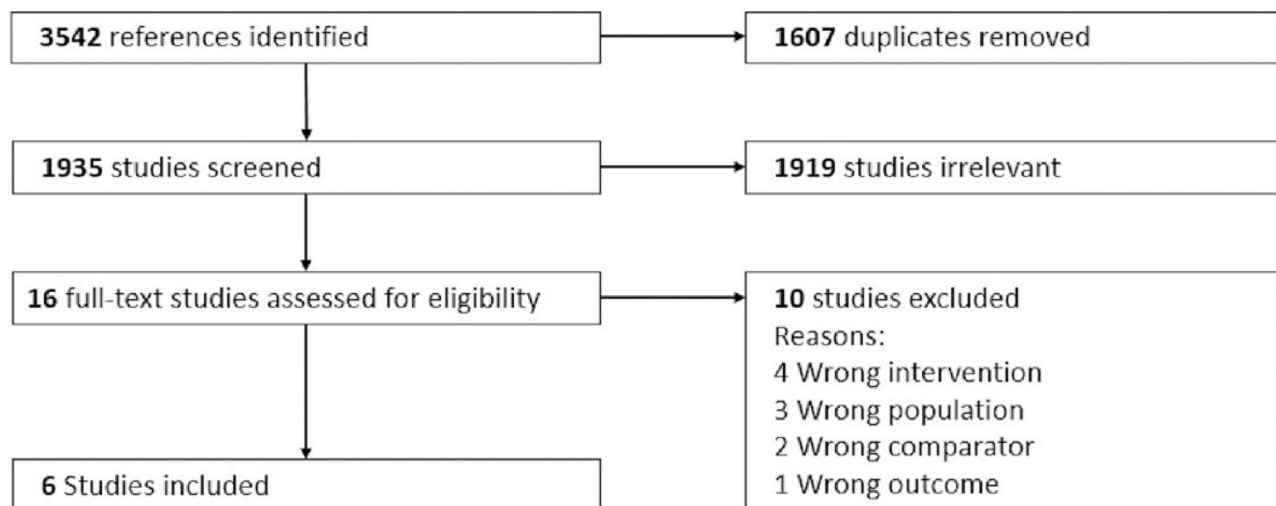 3542 references identified
1607 duplicates removed
1935 studies screened
1919 studies irrelevant
16 full-text studies assessed for eligibility
10 studies excluded
Reasons:
4 Wrong intervention
3 Wrong population
2 Wrong comparator
1 Wrong outcome
6 Studies included